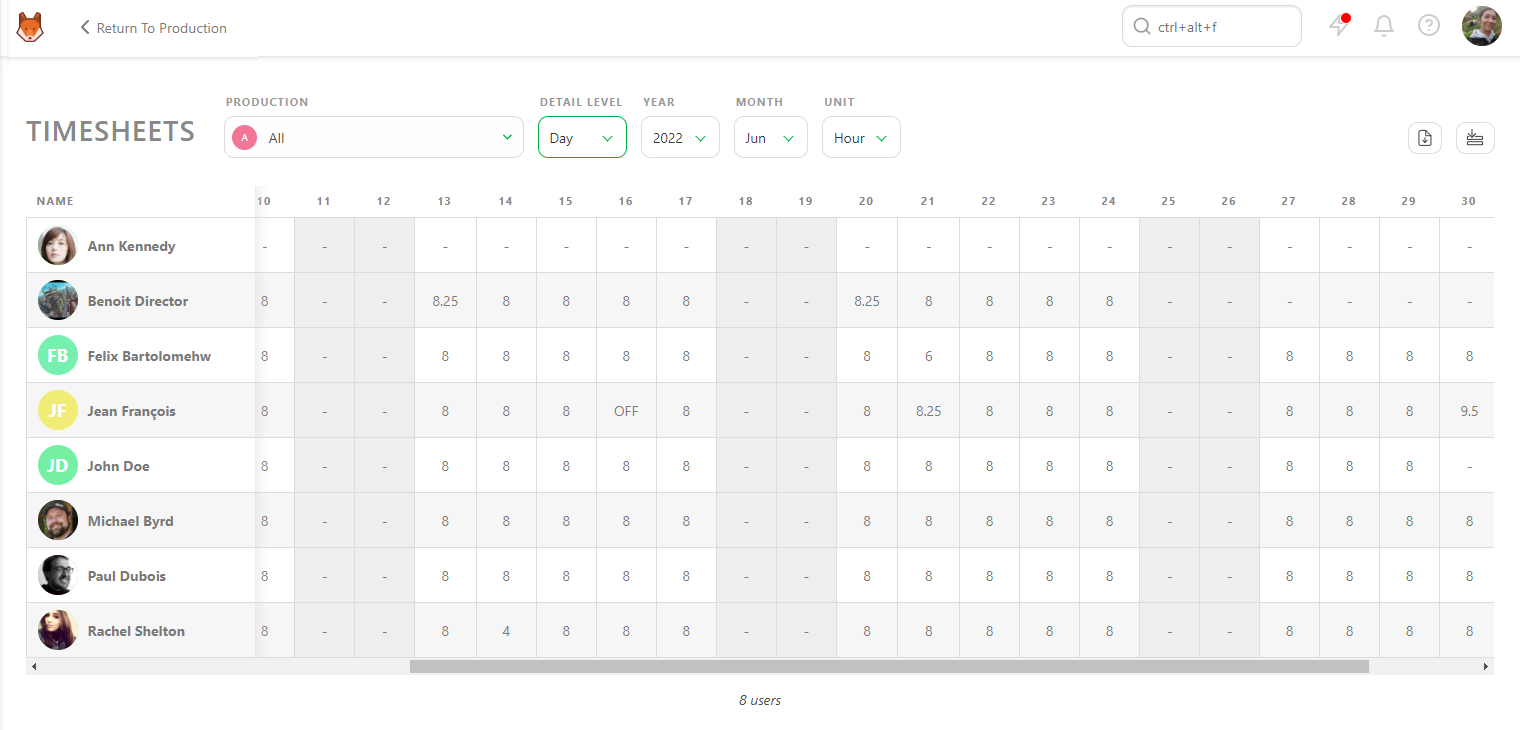 Return To Production
ctrl+alt+f
TIMESHEETS
PRODUCTION DETAIL LEVEL YEAR MONTH UNIT
A All Day 2022 Jun Hour
NAME 10 11 12 13 14 15 16 17 18 19 20 21 22 23 24 25 26 27 28 29 30
Ann Kennedy - - - - - - - - - - - - - - - - - - - - -
Benoit Director 8 - - 8.25 8 8 8 8 - - 8.25 8 8 8 8 - - - - - -
FB Felix Bartolomehw 8 - - 8 8 8 8 8 - - 8 6 8 8 8 - - 8 8 8 8
JF Jean François 8 - - 8 8 8 OFF 8 - - 8 8.25 8 8 8 - - 8 8 8 9.5
JD John Doe 8 - - 8 8 8 8 8 - - 8 8 8 8 8 - - 8 8 8 -
Michael Byrd 8 - - 8 8 8 8 8 - - 8 8 8 8 8 - - 8 8 8 8
Paul Dubois 8 - - 8 8 8 8 8 - - 8 8 8 8 8 - - 8 8 8 8
Rachel Shelton 8 - - 8 4 8 8 8 - - 8 8 8 8 8 - - 8 8 8 8
8 users